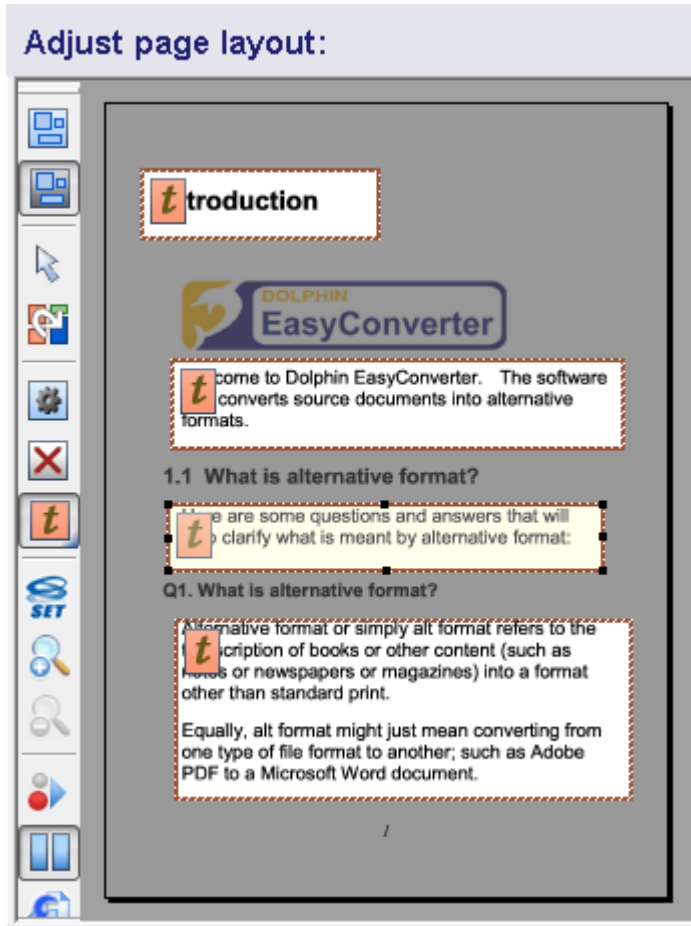 Adjust page layout:
t troduction
DOLPHIN
EasyConverter
t come to Dolphin EasyConverter. The software
converts source documents into alternative
formats.
1.1 What is alternative format?
t are some questions and answers that will
clarify what is meant by alternative format:
Q1. What is alternative format?
Alternative format or simply alt format refers to the
t scription of books or other content (such as
or newspapers or magazines) into a format
other than standard print.
Equally, alt format might just mean converting from
one type of file format to another; such as Adobe
PDF to a Microsoft Word document.
1
t
SET